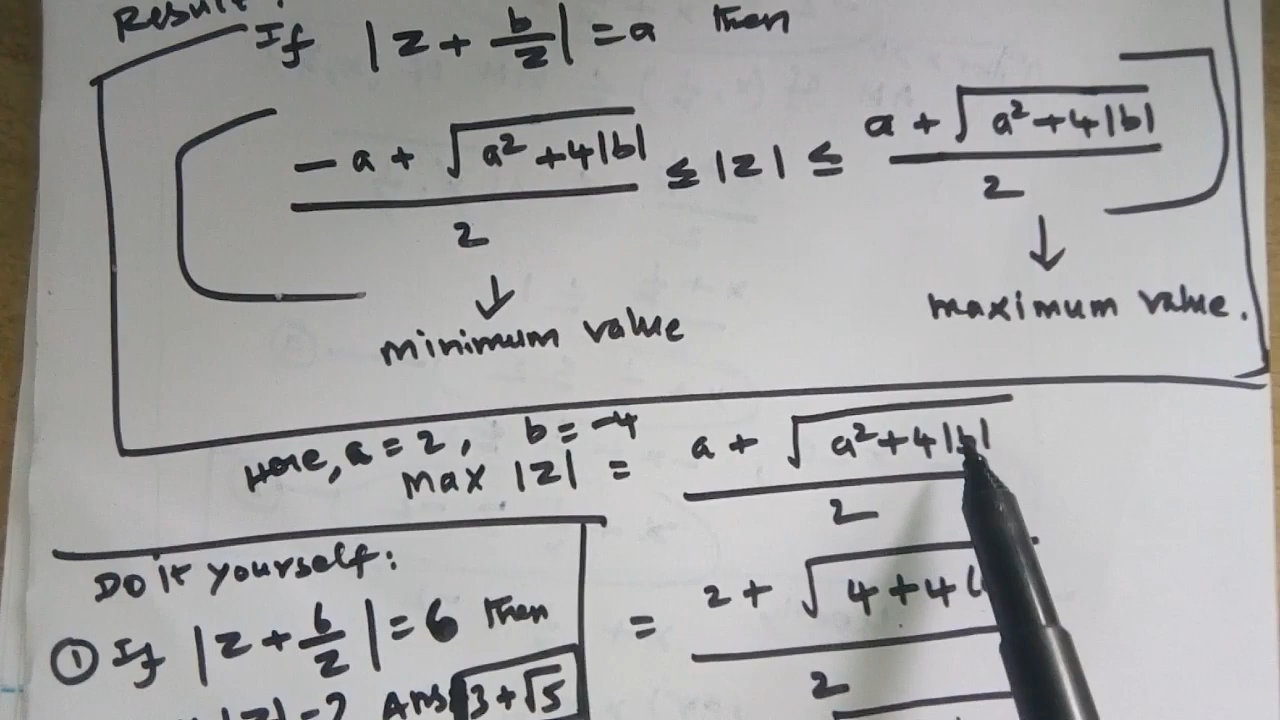 Result:
If |z + b/z| = a then
(-a + √(a² + 4|b|))/2 ≤ |z| ≤ (a + √(a² + 4|b|))/2
↓ ↓
minimum value maximum value.
Here, a = 2, b = -4
max |z| = (a + √(a² + 4|b|))/2
= (2 + √(4 + 4(
2
Do it yourself:
① If |z + 6/z| = 6 then
|z| = ? Ans 3 + √5